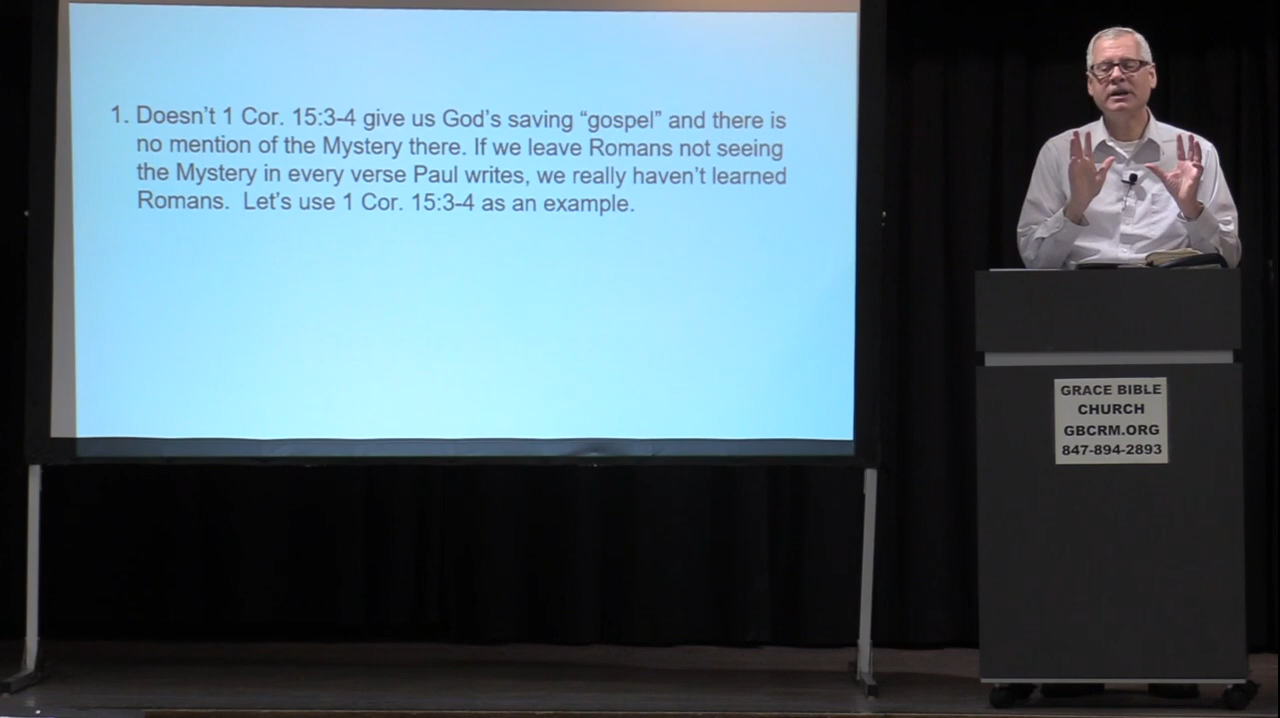 1. Doesn't 1 Cor. 15:3-4 give us God's saving "gospel" and there is
no mention of the Mystery there. If we leave Romans not seeing
the Mystery in every verse Paul writes, we really haven't learned
Romans.  Let's use 1 Cor. 15:3-4 as an example.
GRACE BIBLE
CHURCH
GBCRM.ORG
847-894-2893